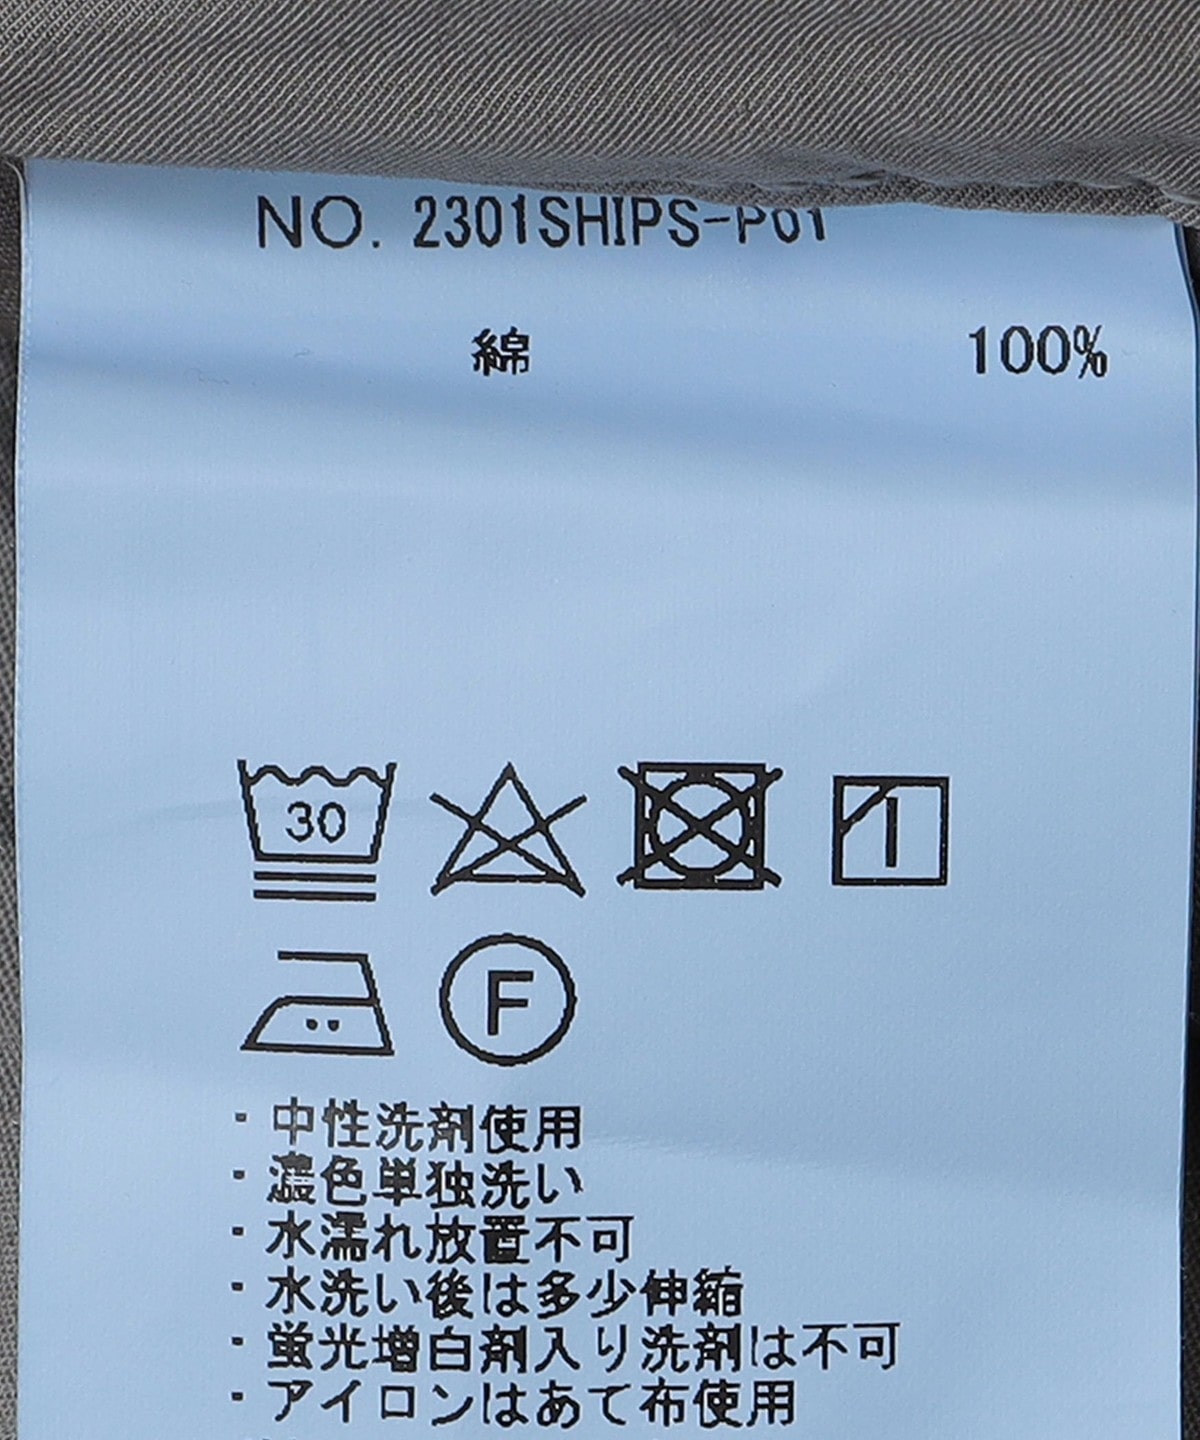 NO. 2301SHIPS-P01
綿 100%
30
F
・中性洗剤使用
・濃色単独洗い
・水濡れ放置不可
・水洗い後は多少伸縮
・蛍光増白剤入り洗剤は不可
・アイロンはあて布使用